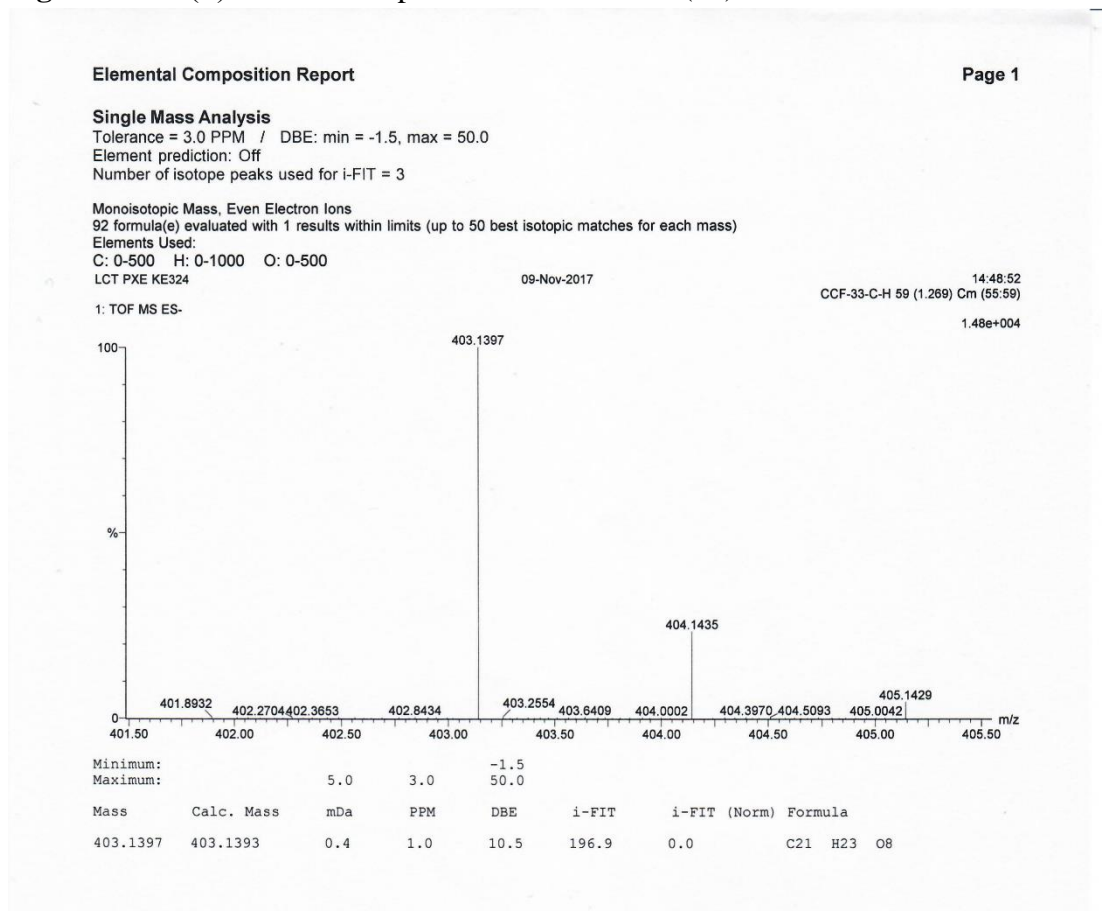 Elemental Composition Report Page 1
Single Mass Analysis
Tolerance = 3.0 PPM / DBE: min = -1.5, max = 50.0
Element prediction: Off
Number of isotope peaks used for i-FIT = 3
Monoisotopic Mass, Even Electron Ions
92 formula(e) evaluated with 1 results within limits (up to 50 best isotopic matches for each mass)
Elements Used:
C: 0-500 H: 0-1000 O: 0-500
LCT PXE KE324 09-Nov-2017 14:48:52
CCF-33-C-H 59 (1.269) Cm (55:59)
1: TOF MS ES-
1.48e+004
403.1397
100
%
404.1435
405.1429
401.8932 402.2704 402.3653 402.8434 403.2554 403.6409 404.0002 404.3970 404.5093 405.0042
0 m/z
401.50 402.00 402.50 403.00 403.50 404.00 404.50 405.00 405.50
Minimum: -1.5
Maximum: 5.0 3.0 50.0
Mass Calc. Mass mDa PPM DBE i-FIT i-FIT (Norm) Formula
403.1397 403.1393 0.4 1.0 10.5 196.9 0.0 C21 H23 O8